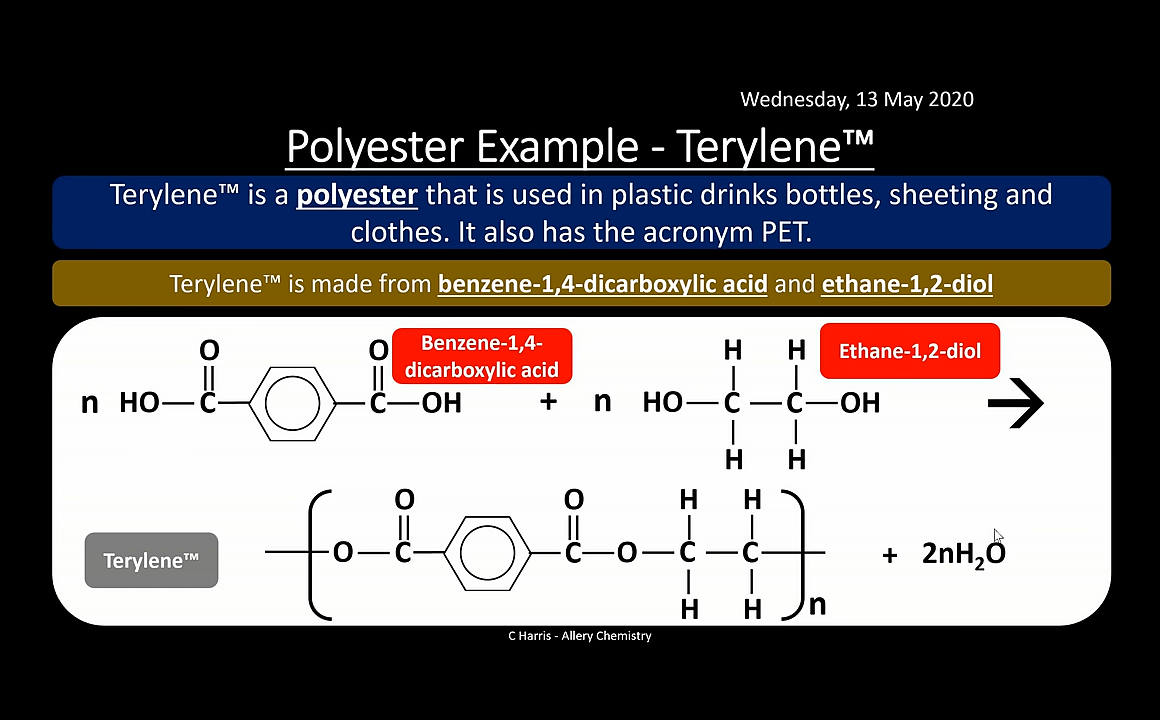 Wednesday, 13 May 2020
Polyester Example - Terylene™
Terylene™ is a polyester that is used in plastic drinks bottles, sheeting and
clothes. It also has the acronym PET.
Terylene™ is made from benzene-1,4-dicarboxylic acid and ethane-1,2-diol
O O Benzene-1,4-
dicarboxylic acid
H H Ethane-1,2-diol
n HO C C OH + n HO C C OH →
H H
O O H H
Terylene™
O C C O C C + 2nH₂O
H H n
C Harris - Allery Chemistry